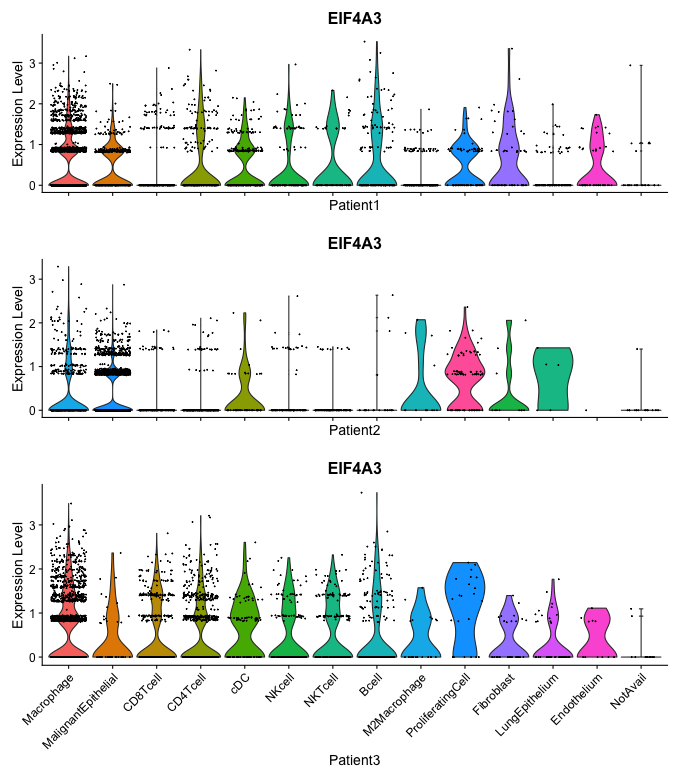 EIF4A3
Expression Level
3
2
1
0
Patient1
EIF4A3
Expression Level
3
2
1
0
Patient2
EIF4A3
Expression Level
3
2
1
0
Macrophage
MalignantEpithelial
CD8Tcell
CD4Tcell
cDC
NKcell
NKTcell
Bcell
M2Macrophage
ProliferatingCell
Fibroblast
LungEpithelium
Endothelium
NotAvail
Patient3